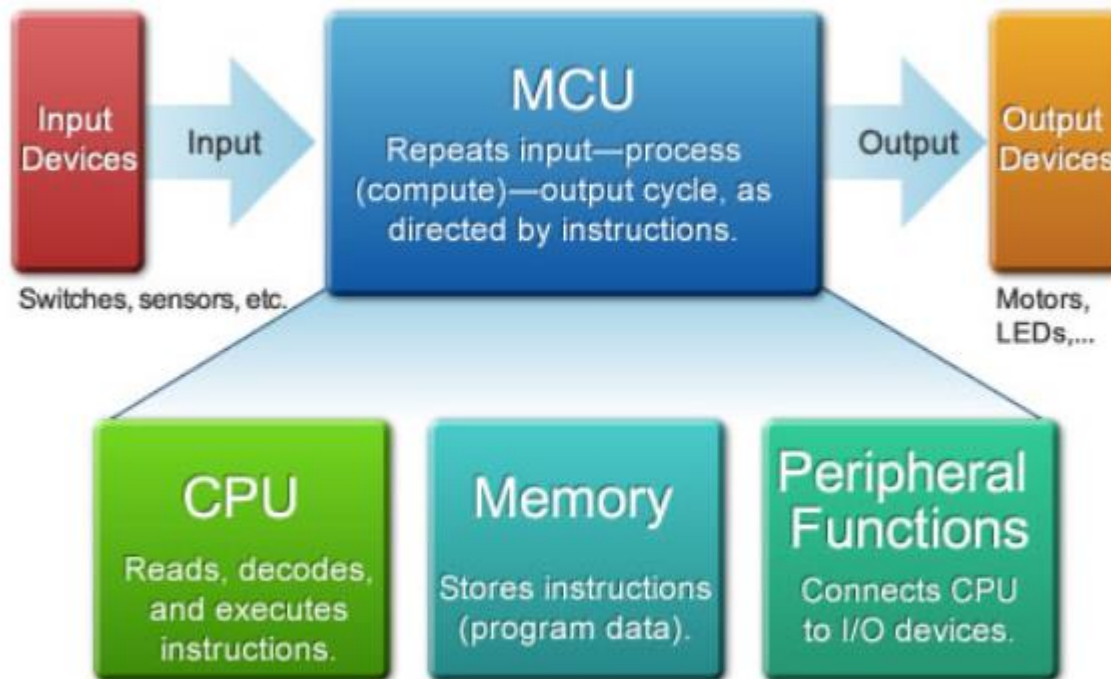 Input
Devices
Input
MCU
Repeats input—process
(compute)—output cycle, as
directed by instructions.
Output
Output
Devices
Switches, sensors, etc.
Motors,
LEDs,...
CPU
Reads, decodes,
and executes
instructions.
Memory
Stores instructions
(program data).
Peripheral
Functions
Connects CPU
to I/O devices.